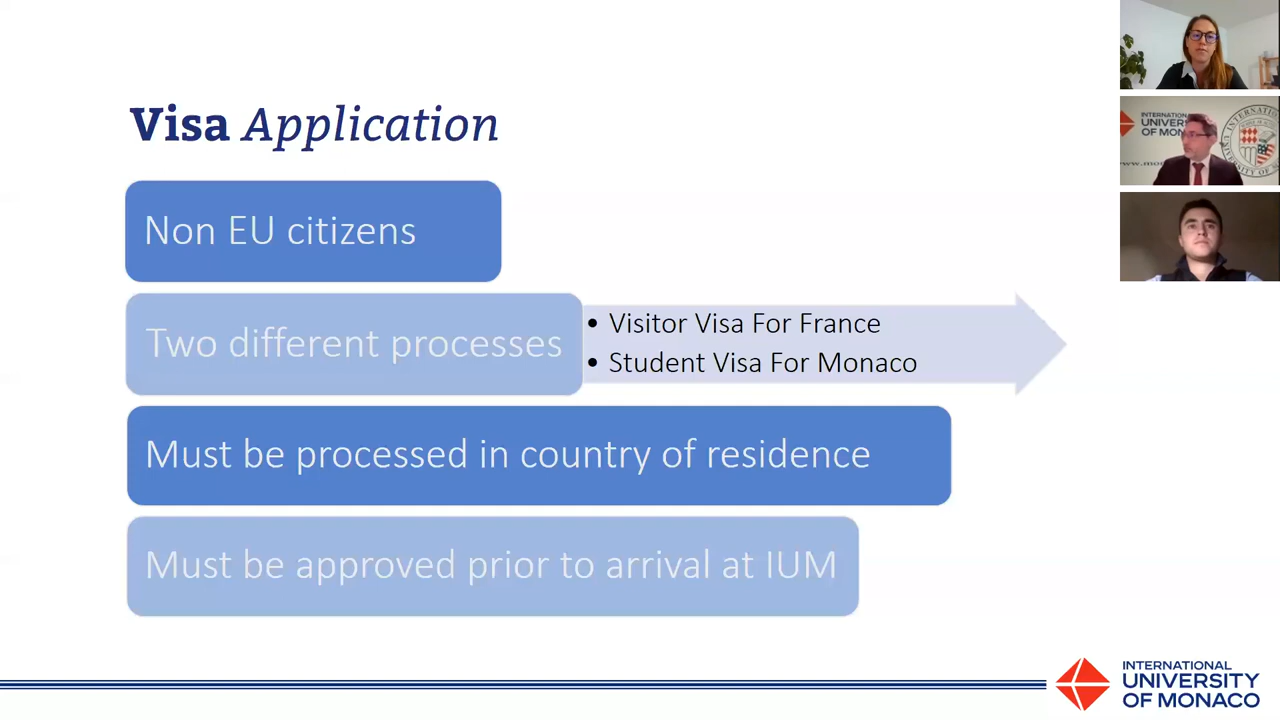 Visa Application
Non EU citizens
Two different processes
• Visitor Visa For France
• Student Visa For Monaco
Must be processed in country of residence
Must be approved prior to arrival at IUM
INTERNATIONAL
UNIVERSITY
OF MONACO
INTERNATIONAL